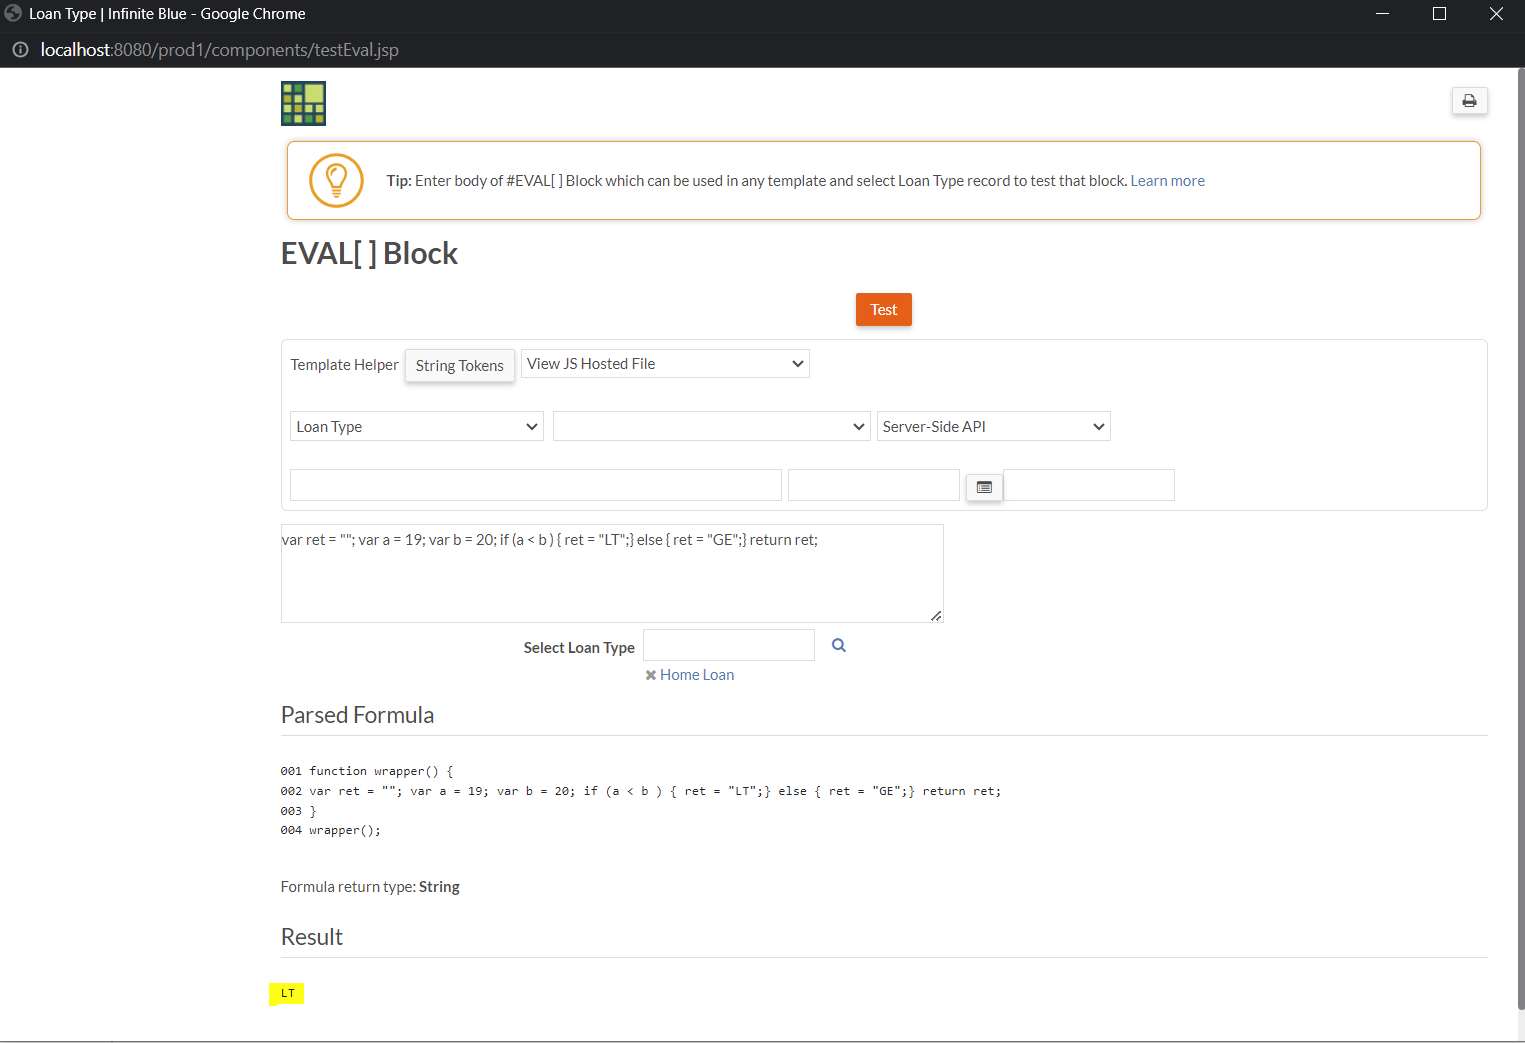 Loan Type | Infinite Blue - Google Chrome
localhost:8080/prod1/components/testEval.jsp
Tip: Enter body of #EVAL[ ] Block which can be used in any template and select Loan Type record to test that block. Learn more
EVAL[ ] Block
Test
Template Helper String Tokens View JS Hosted File
Loan Type Server-Side API
var ret = ""; var a = 19; var b = 20; if (a < b ) { ret = "LT";} else { ret = "GE";} return ret;
Select Loan Type
Home Loan
Parsed Formula
001 function wrapper() {
002 var ret = ""; var a = 19; var b = 20; if (a < b ) { ret = "LT";} else { ret = "GE";} return ret;
003 }
004 wrapper();
Formula return type: String
Result
LT